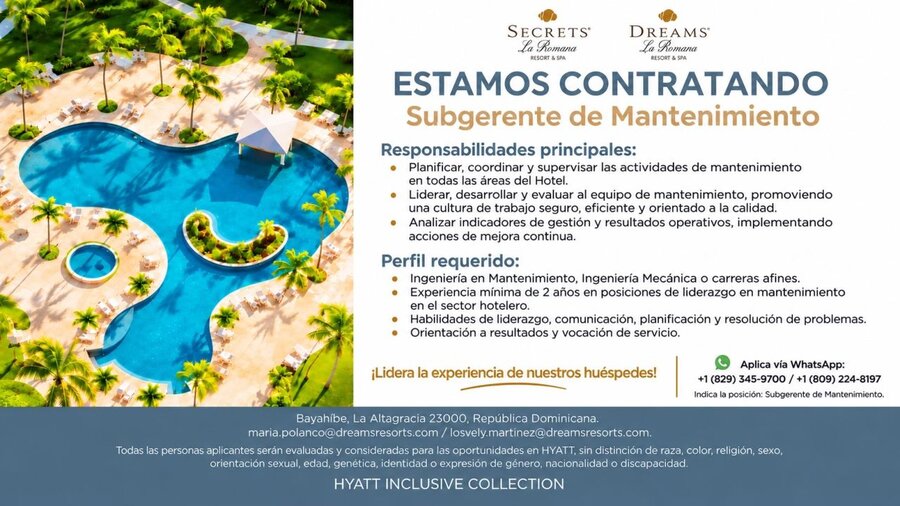 SECRETS®
La Romana
RESORT & SPA
DREAMS®
La Romana
RESORT & SPA
ESTAMOS CONTRATANDO
Subgerente de Mantenimiento
Responsabilidades principales:
• Planificar, coordinar y supervisar las actividades de mantenimiento
en todas las áreas del Hotel.
• Liderar, desarrollar y evaluar al equipo de mantenimiento, promoviendo
una cultura de trabajo seguro, eficiente y orientado a la calidad.
• Analizar indicadores de gestión y resultados operativos, implementando
acciones de mejora continua.
Perfil requerido:
• Ingeniería en Mantenimiento, Ingeniería Mecánica o carreras afines.
• Experiencia mínima de 2 años en posiciones de liderazgo en mantenimiento
en el sector hotelero.
• Habilidades de liderazgo, comunicación, planificación y resolución de problemas.
• Orientación a resultados y vocación de servicio.
¡Lidera la experiencia de nuestros huéspedes!
Aplica vía WhatsApp:
+1 (829) 345-9700 / +1 (809) 224-8197
Indica la posición: Subgerente de Mantenimiento.
Bayahíbe, La Altagracia 23000, República Dominicana.
maria.polanco@dreamsresorts.com / losvely.martinez@dreamsresorts.com.
Todas las personas aplicantes serán evaluadas y consideradas para las oportunidades en HYATT, sin distinción de raza, color, religión, sexo,
orientación sexual, edad, genética, identidad o expresión de género, nacionalidad o discapacidad.
HYATT INCLUSIVE COLLECTION